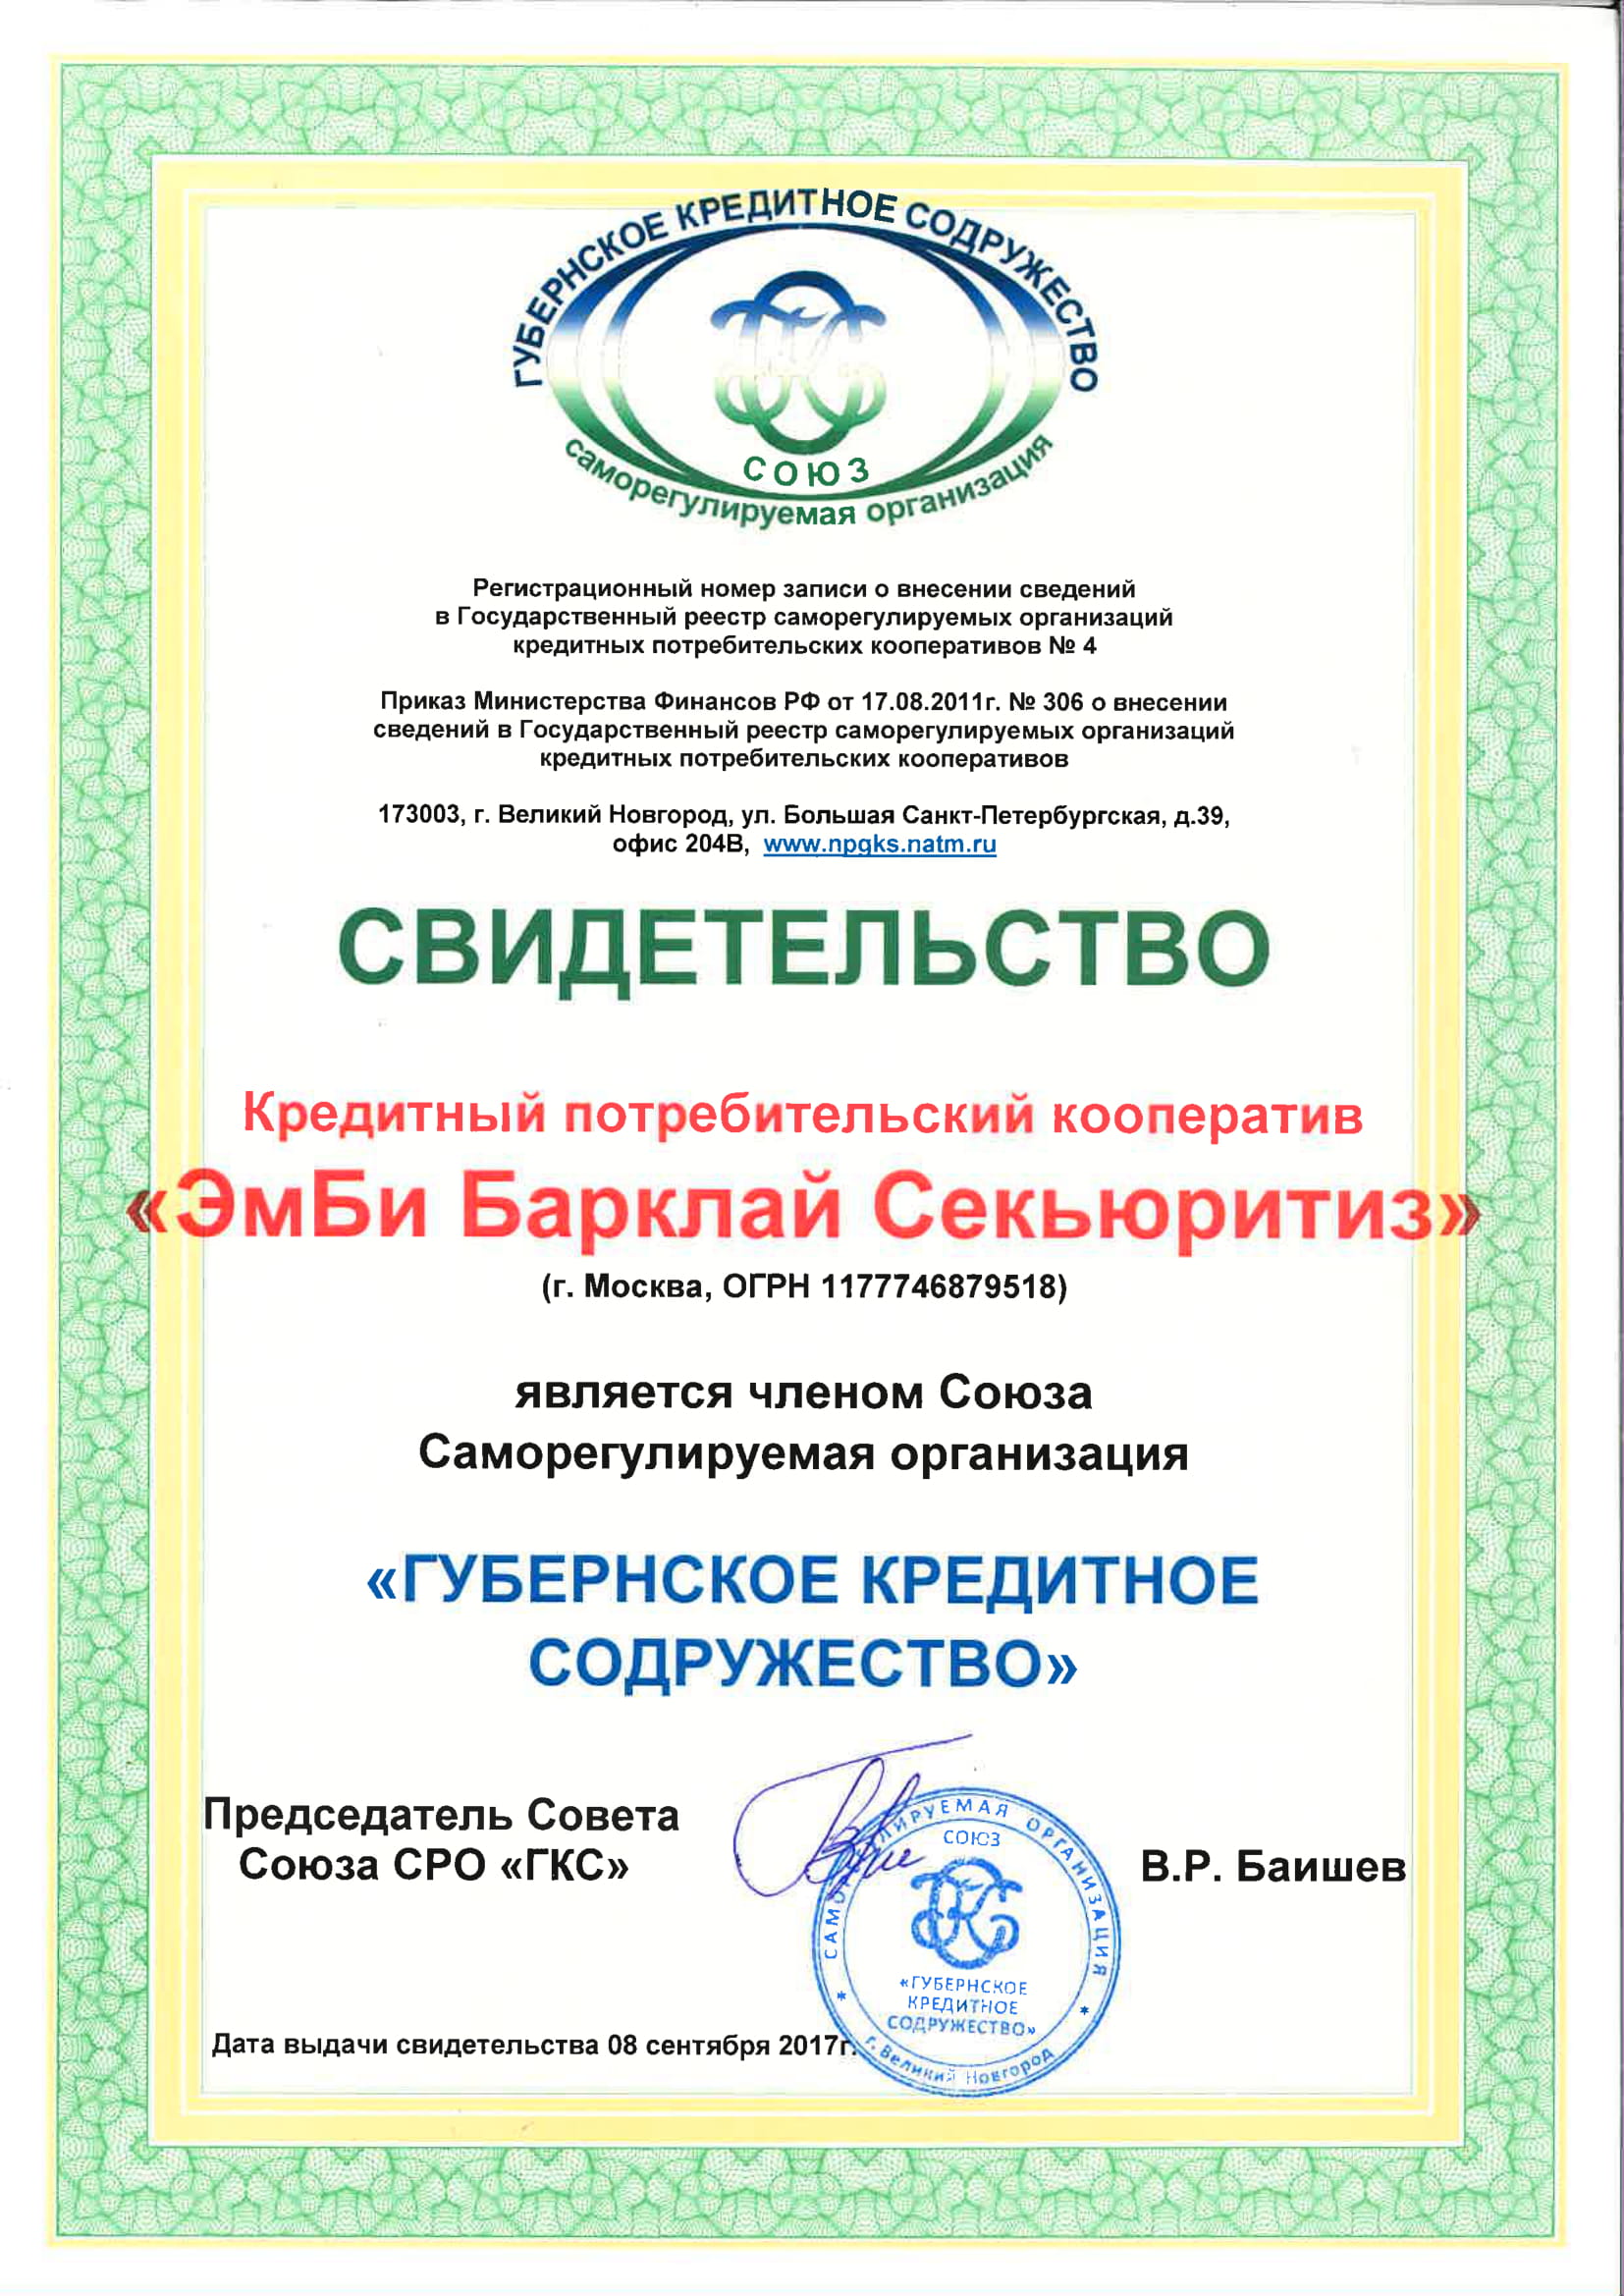 ГУБЕРНСКОЕ КРЕДИТНОЕ СОДРУЖЕСТВО
СОЮЗ
саморегулируемая организация
Регистрационный номер записи о внесении сведений
в Государственный реестр саморегулируемых организаций
кредитных потребительских кооперативов № 4
Приказ Министерства Финансов РФ от 17.08.2011г. № 306 о внесении
сведений в Государственный реестр саморегулируемых организаций
кредитных потребительских кооперативов
173003, г. Великий Новгород, ул. Большая Санкт-Петербургская, д.39,
офис 204В, www.npgks.natm.ru
СВИДЕТЕЛЬСТВО
Кредитный потребительский кооператив
«ЭмБи Барклай Секьюритиз»
(г. Москва, ОГРН 1177746879518)
является членом Союза
Саморегулируемая организация
«ГУБЕРНСКОЕ КРЕДИТНОЕ
СОДРУЖЕСТВО»
Председатель Совета
Союза СРО «ГКС»
В.Р. Баишев
САМОРЕГУЛИРУЕМАЯ ОРГАНИЗАЦИЯ
СОЮЗ
«ГУБЕРНСКОЕ
КРЕДИТНОЕ
СОДРУЖЕСТВО»
г. Великий Новгород
Дата выдачи свидетельства 08 сентября 2017г.